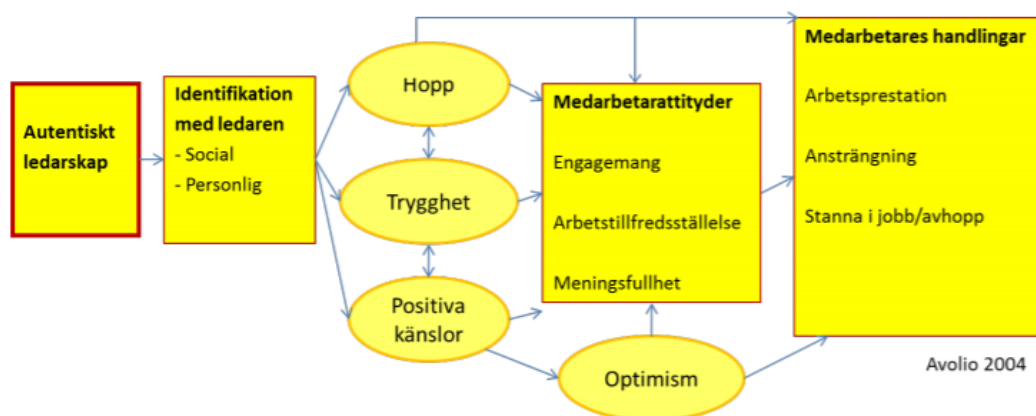 Autentiskt
ledarskap
Identifikation
med ledaren
- Social
- Personlig
Hopp
Trygghet
Positiva
känslor
Optimism
Medarbetarattityder
Engagemang
Arbetstillfredsställelse
Meningsfullhet
Medarbetares handlingar
Arbetsprestation
Ansträngning
Stanna i jobb/avhopp
Avolio 2004